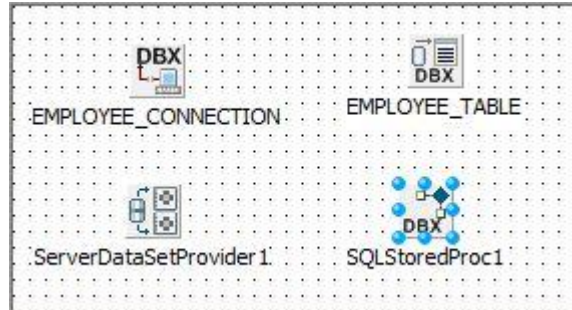 DBX
EMPLOYEE_CONNECTION
DBX
EMPLOYEE_TABLE
ServerDataSetProvider1
DBX
SQLStoredProc1